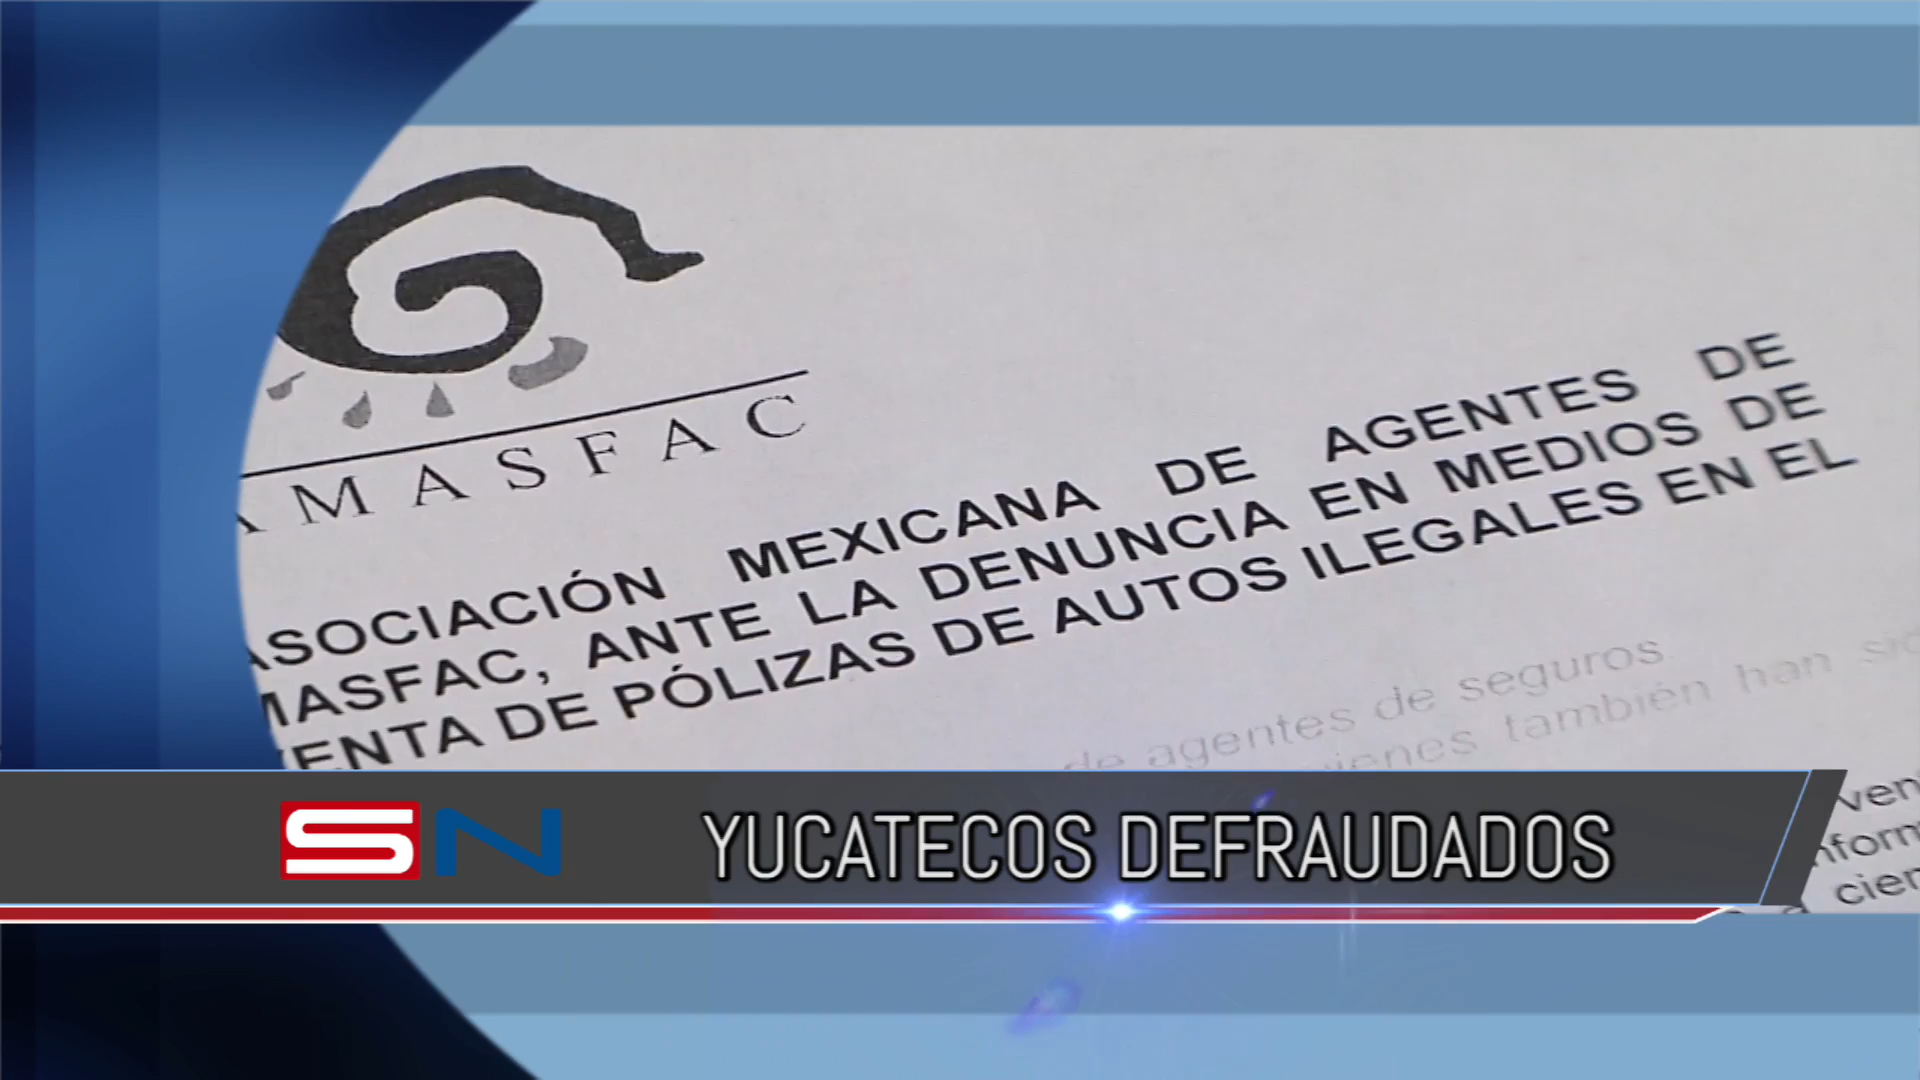 AMASFAC
ASOCIACIÓN MEXICANA DE AGENTES DE
MASFAC, ANTE LA DENUNCIA EN MEDIOS DE
ENTA DE PÓLIZAS DE AUTOS ILEGALES EN EL
de agentes de seguros.
también han
SN YUCATECOS DEFRAUDADOS